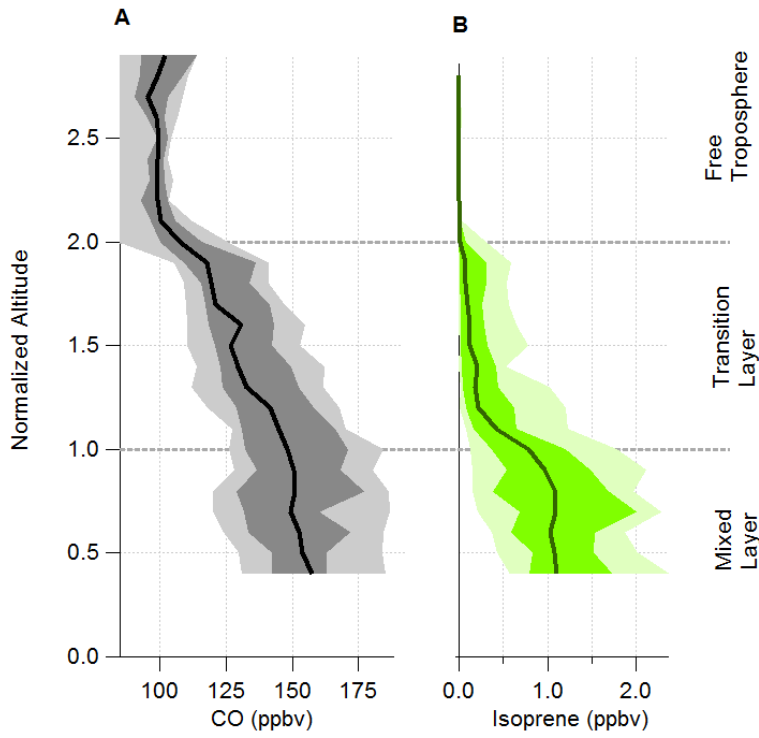 A
B
Normalized Altitude
2.5
2.0
1.5
1.0
0.5
0.0
100
125
150
175
CO (ppbv)
0.0
1.0
2.0
Isoprene (ppbv)
Free
Troposphere
Transition
Layer
Mixed
Layer